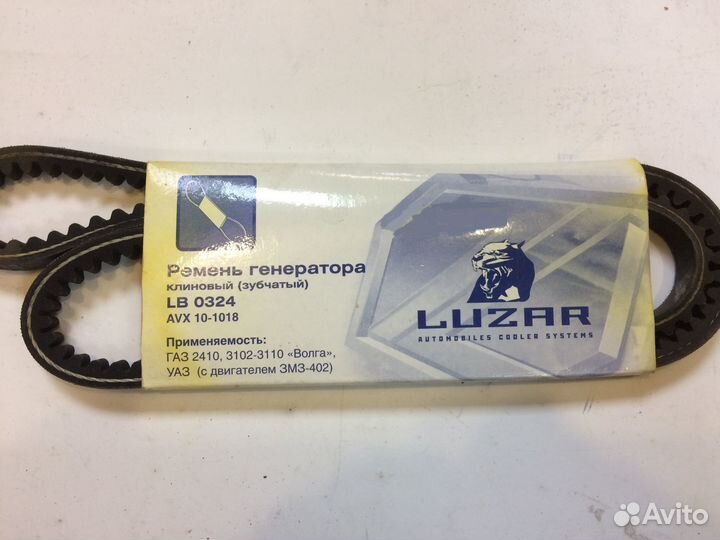 Ремень генератора
клиновый (зубчатый)
LB 0324
AVX 10-1018
Применяемость:
ГАЗ 2410, 3102-3110 «Волга»,
УАЗ (с двигателем ЗМЗ-402)
LUZAR
AUTOMOBILES COOLER SYSTEMS
Avito